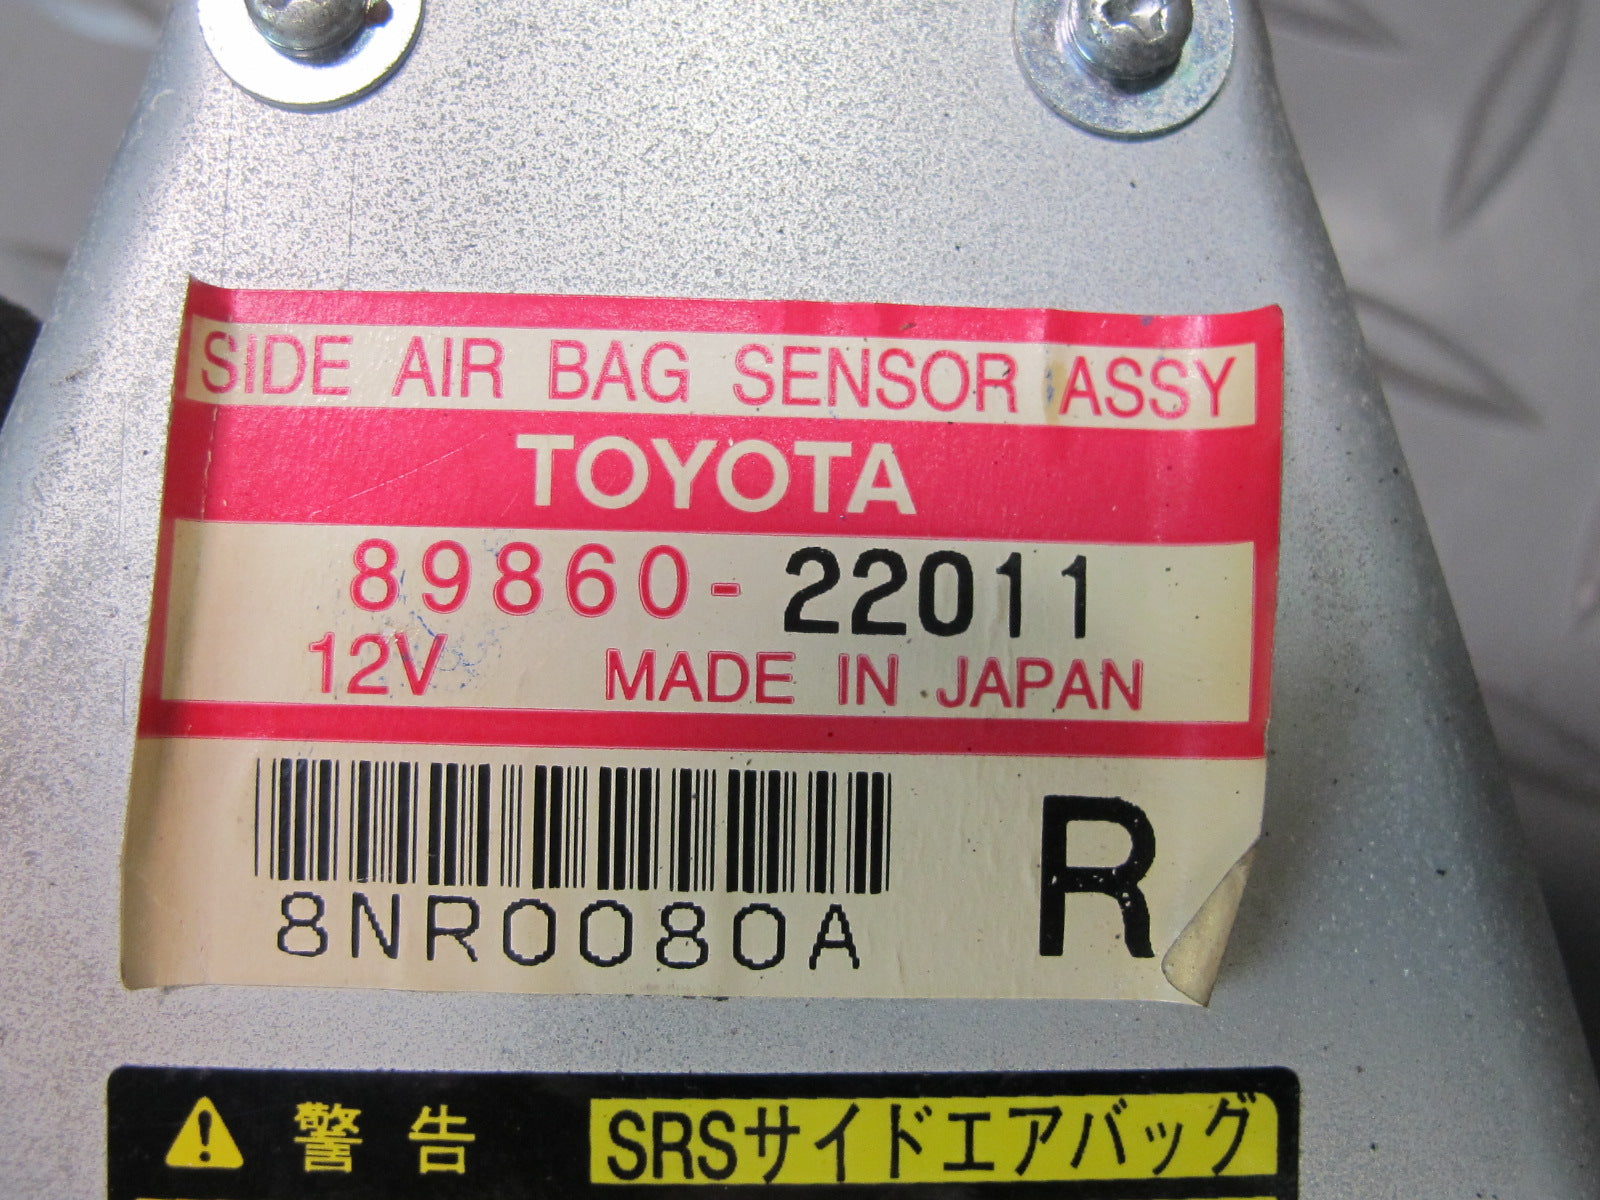 SIDE AIR BAG SENSOR ASSY
TOYOTA
89860-22011
12V MADE IN JAPAN
8NR0080A R
警告 SRSサイドエアバッグ